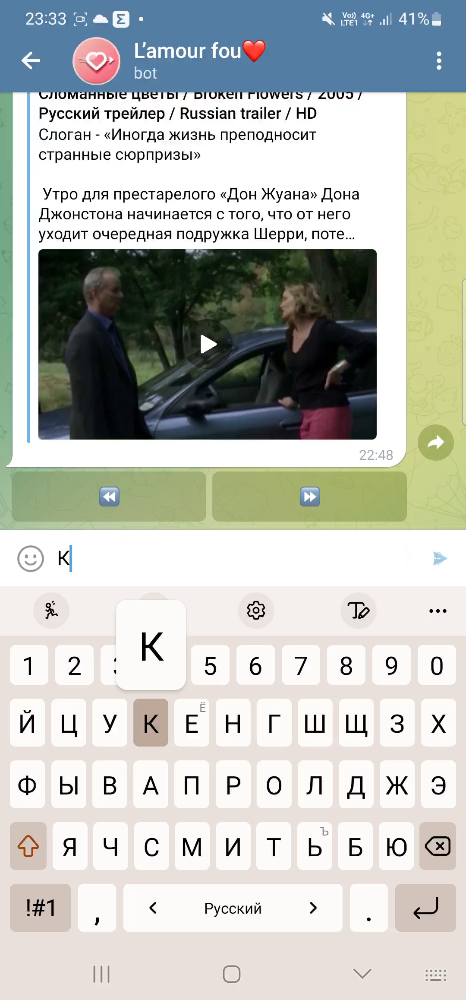 23:33
Vo)) LTE1 4G+ 41%
L’amour fou❤️
bot
Сломанные цветы / Broken Flowers / 2005 /
Русский трейлер / Russian trailer / HD
Слоган - «Иногда жизнь преподносит
странные сюрпризы»
Утро для престарелого «Дон Жуана» Дона
Джонстона начинается с того, что от него
уходит очередная подружка Шерри, поте...
22:48
К
К
1 2 3 5 6 7 8 9 0
Й Ц У К Е Ё Н Г Ш Щ З Х
Ф Ы В А П Р О Л Д Ж Э
Я Ч С М И Т Ь Ъ Б Ю
!#1 , < Русский > .